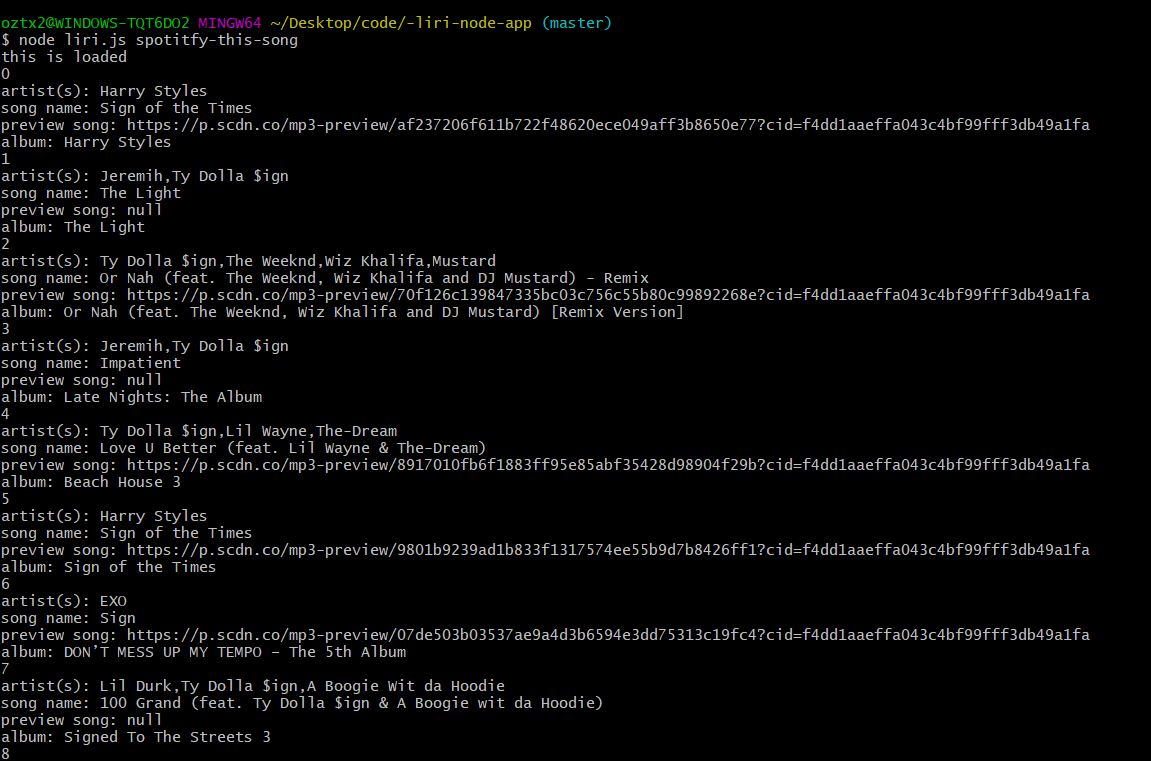 oztx2@WINDOWS-TQT6DO2 MINGW64 ~/Desktop/code/-liri-node-app (master)
$ node liri.js spotitfy-this-song
this is loaded
0
artist(s): Harry Styles
song name: Sign of the Times
preview song: https://p.scdn.co/mp3-preview/af237206f611b722f48620ece049aff3b8650e77?cid=f4dd1aaeffa043c4bf99fff3db49a1fa
album: Harry Styles
1
artist(s): Jeremih,Ty Dolla $ign
song name: The Light
preview song: null
album: The Light
2
artist(s): Ty Dolla $ign,The Weeknd,Wiz Khalifa,Mustard
song name: Or Nah (feat. The Weeknd, Wiz Khalifa and DJ Mustard) - Remix
preview song: https://p.scdn.co/mp3-preview/70f126c139847335bc03c756c55b80c99892268e?cid=f4dd1aaeffa043c4bf99fff3db49a1fa
album: Or Nah (feat. The Weeknd, Wiz Khalifa and DJ Mustard) [Remix Version]
3
artist(s): Jeremih,Ty Dolla $ign
song name: Impatient
preview song: null
album: Late Nights: The Album
4
artist(s): Ty Dolla $ign,Lil Wayne,The-Dream
song name: Love U Better (feat. Lil Wayne & The-Dream)
preview song: https://p.scdn.co/mp3-preview/8917010fb6f1883ff95e85abf35428d98904f29b?cid=f4dd1aaeffa043c4bf99fff3db49a1fa
album: Beach House 3
5
artist(s): Harry Styles
song name: Sign of the Times
preview song: https://p.scdn.co/mp3-preview/9801b9239ad1b833f1317574ee55b9d7b8426ff1?cid=f4dd1aaeffa043c4bf99fff3db49a1fa
album: Sign of the Times
6
artist(s): EXO
song name: Sign
preview song: https://p.scdn.co/mp3-preview/07de503b03537ae9a4d3b6594e3dd75313c19fc4?cid=f4dd1aaeffa043c4bf99fff3db49a1fa
album: DON’T MESS UP MY TEMPO – The 5th Album
7
artist(s): Lil Durk,Ty Dolla $ign,A Boogie Wit da Hoodie
song name: 100 Grand (feat. Ty Dolla $ign & A Boogie wit da Hoodie)
preview song: null
album: Signed To The Streets 3
8